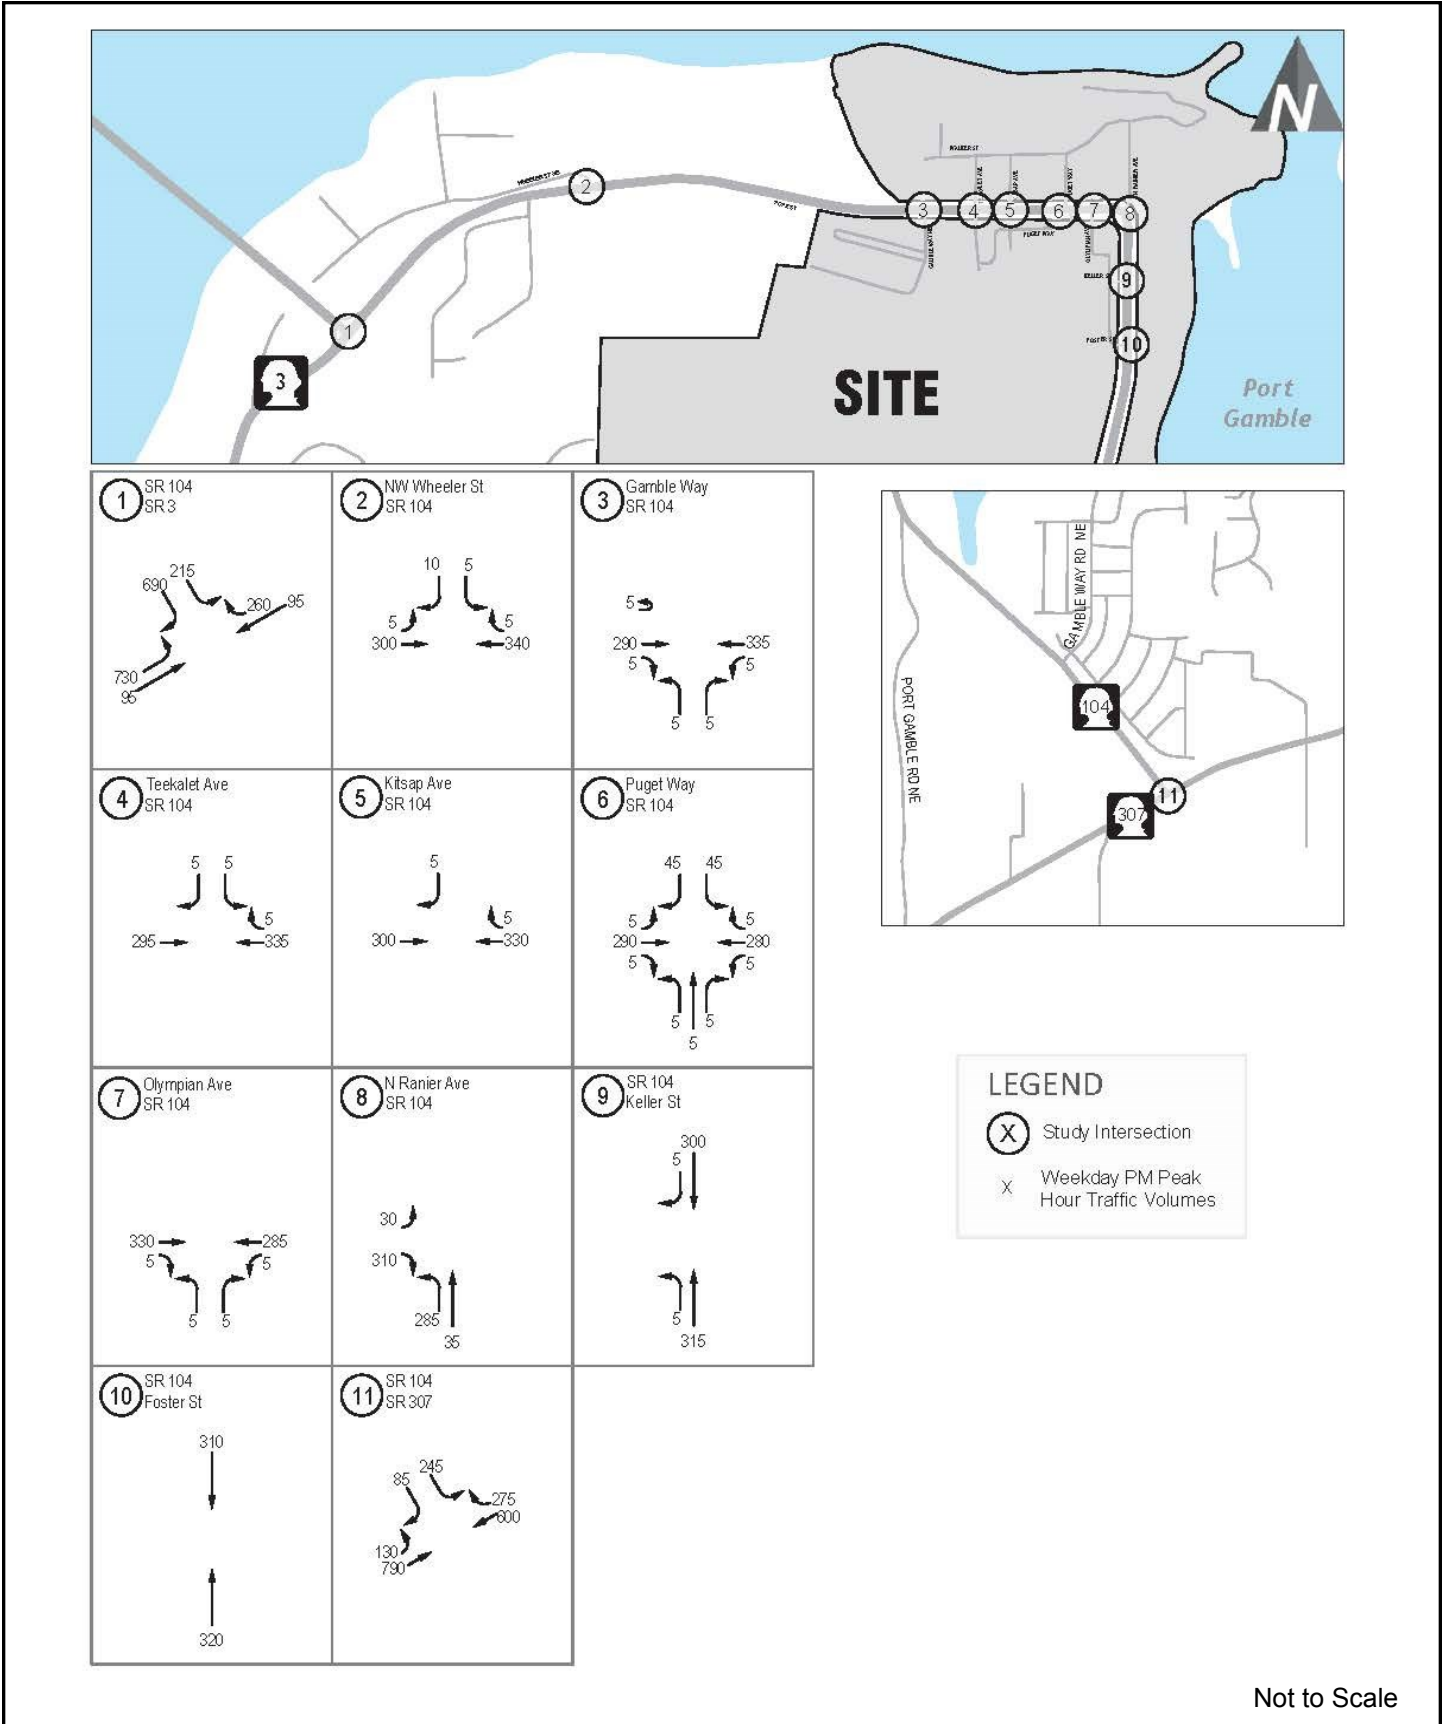 N
WALKER ST
2
3
4
5
6
7
8
PUGET WAY
9
10
1
3
SITE
Port
Gamble
1
SR 104
SR 3
215
690
260
95
730
95
2
NW Wheeler St
SR 104
10
5
5
5
300
340
3
Gamble Way
SR 104
5
290
335
5
5
5
5
GAMBLE WAY RD NE
PORT GAMBLE RD NE
104
11
307
4
Teekalet Ave
SR 104
5
5
5
295
335
5
Kitsap Ave
SR 104
5
5
300
330
6
Puget Way
SR 104
45
45
5
5
290
280
5
5
5
5
5
7
Olympian Ave
SR 104
330
285
5
5
5
5
8
N Ranier Ave
SR 104
30
310
285
35
9
SR 104
Keller St
300
5
5
315
LEGEND
X Study Intersection
X Weekday PM Peak
Hour Traffic Volumes
10
SR 104
Foster St
310
320
11
SR 104
SR 307
245
85
275
600
130
790
Not to Scale